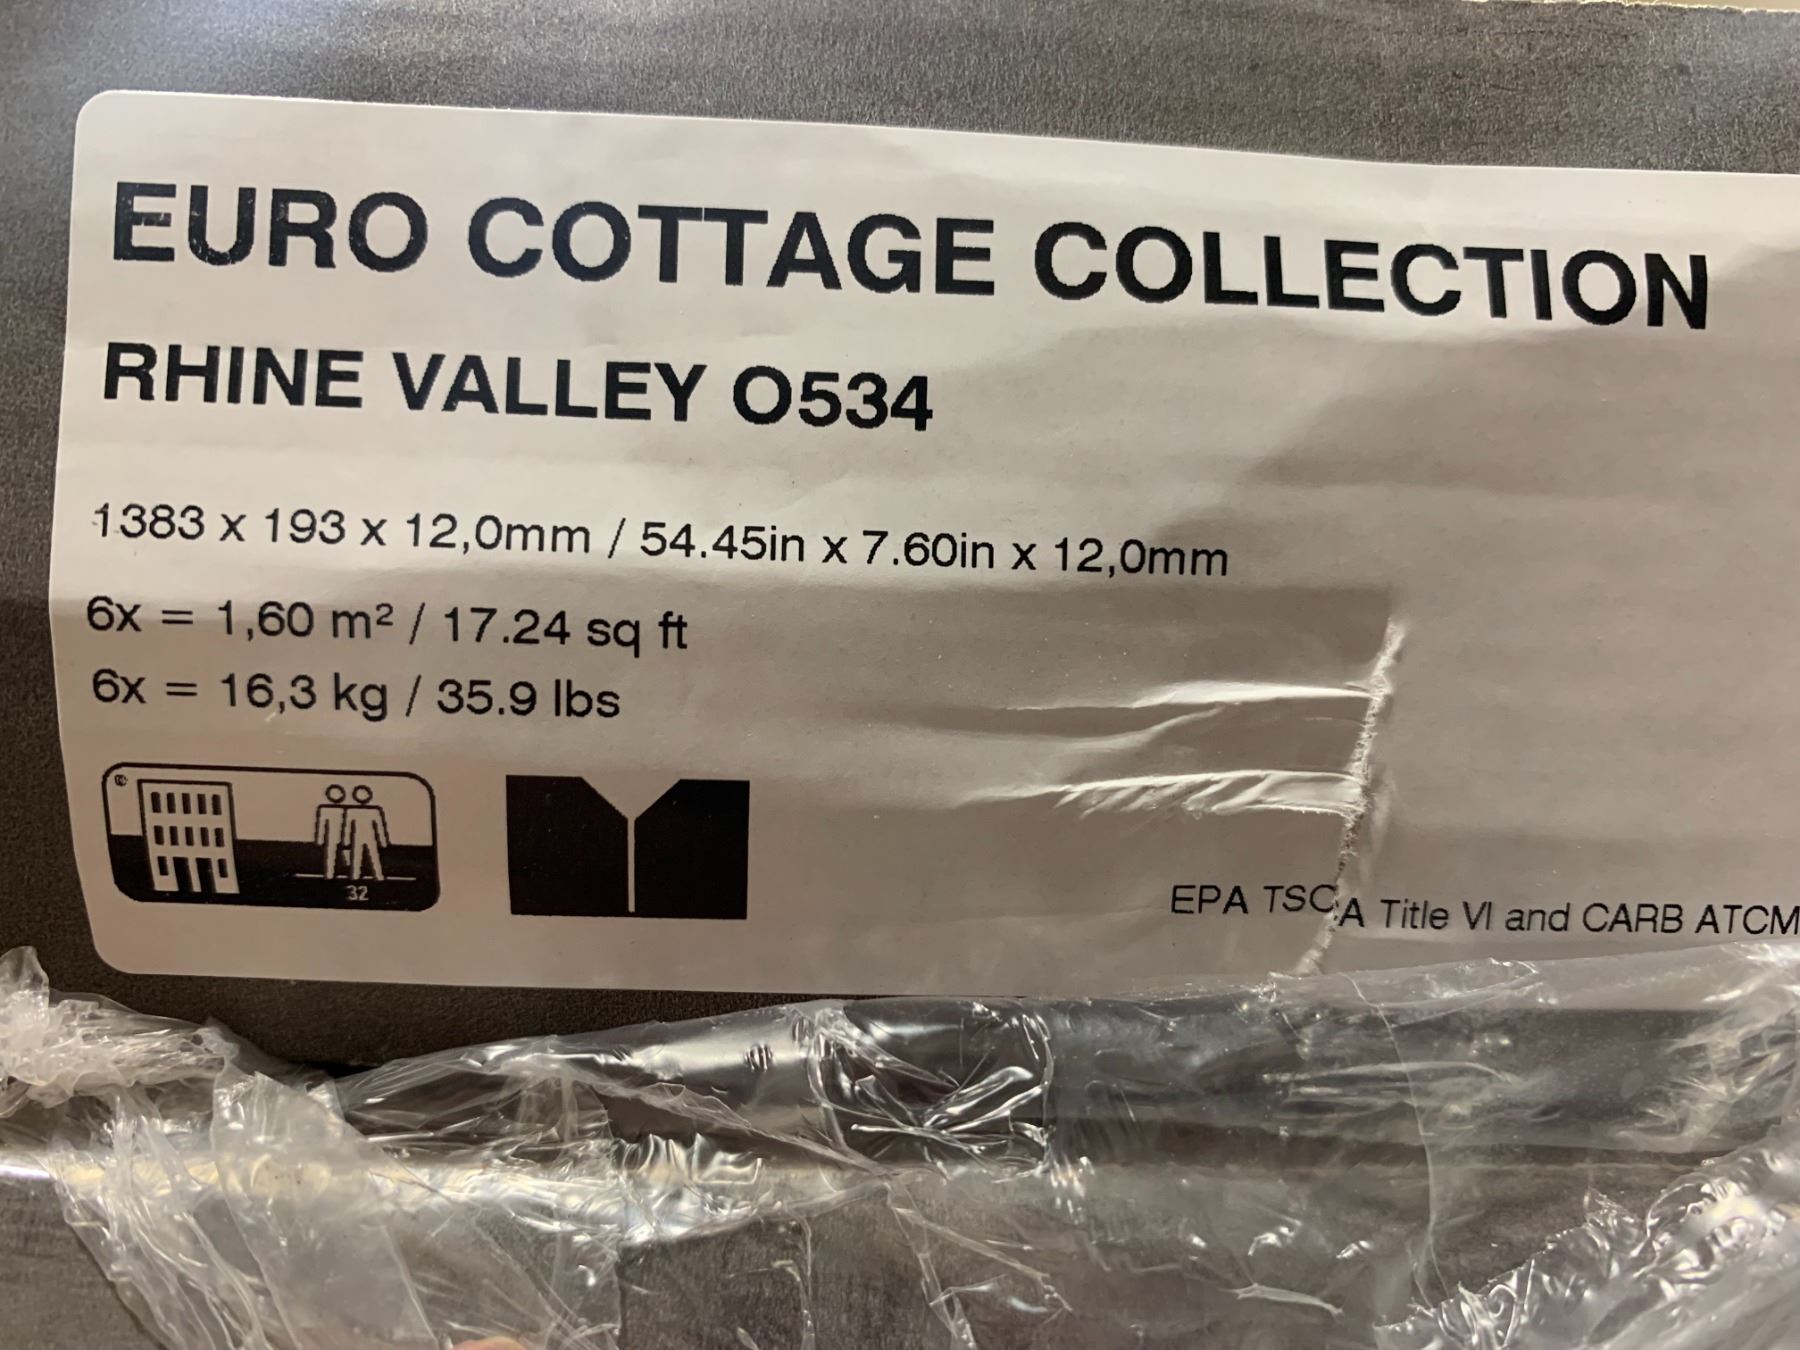 EURO COTTAGE COLLECTION
RHINE VALLEY O534
1383 x 193 x 12,0mm / 54.45in x 7.60in x 12,0mm
6x = 1,60 m² / 17.24 sq ft
6x = 16,3 kg / 35.9 lbs
32
EPA TSCA Title VI and CARB ATCM